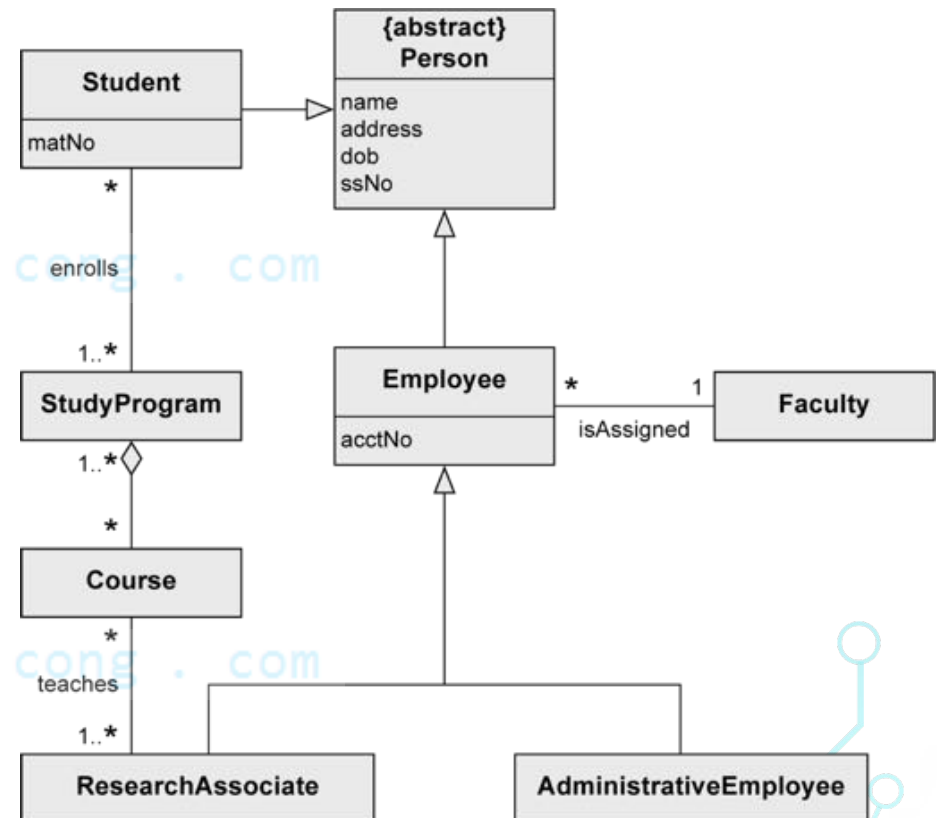 {abstract}
Person
name
address
dob
ssNo
Student
matNo
*
enrolls
cong . com
1..*
StudyProgram
1..*
*
Course
*
cong . com
teaches
1..*
ResearchAssociate
Employee
acctNo
*
1
isAssigned
Faculty
AdministrativeEmployee